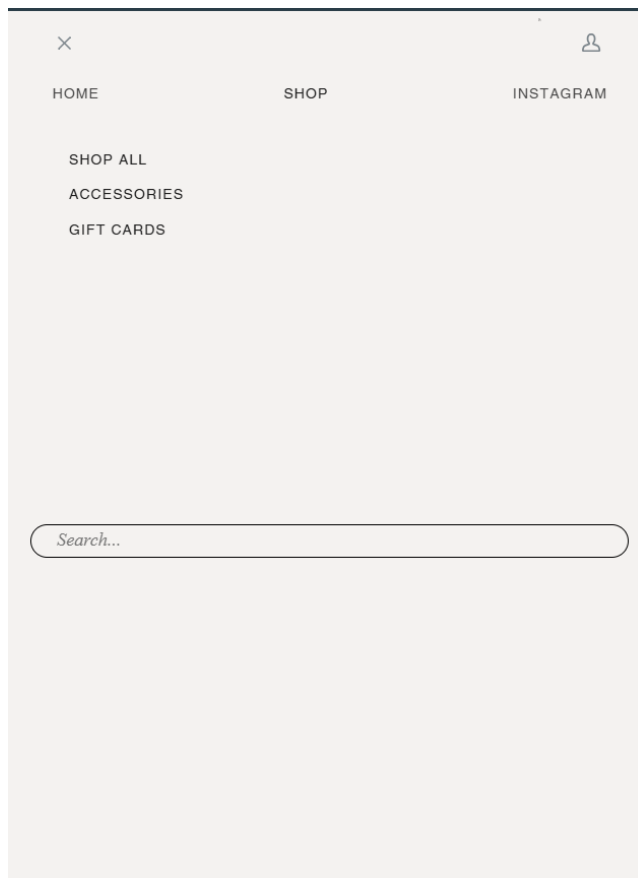 HOME SHOP INSTAGRAM
SHOP ALL
ACCESSORIES
GIFT CARDS
Search...